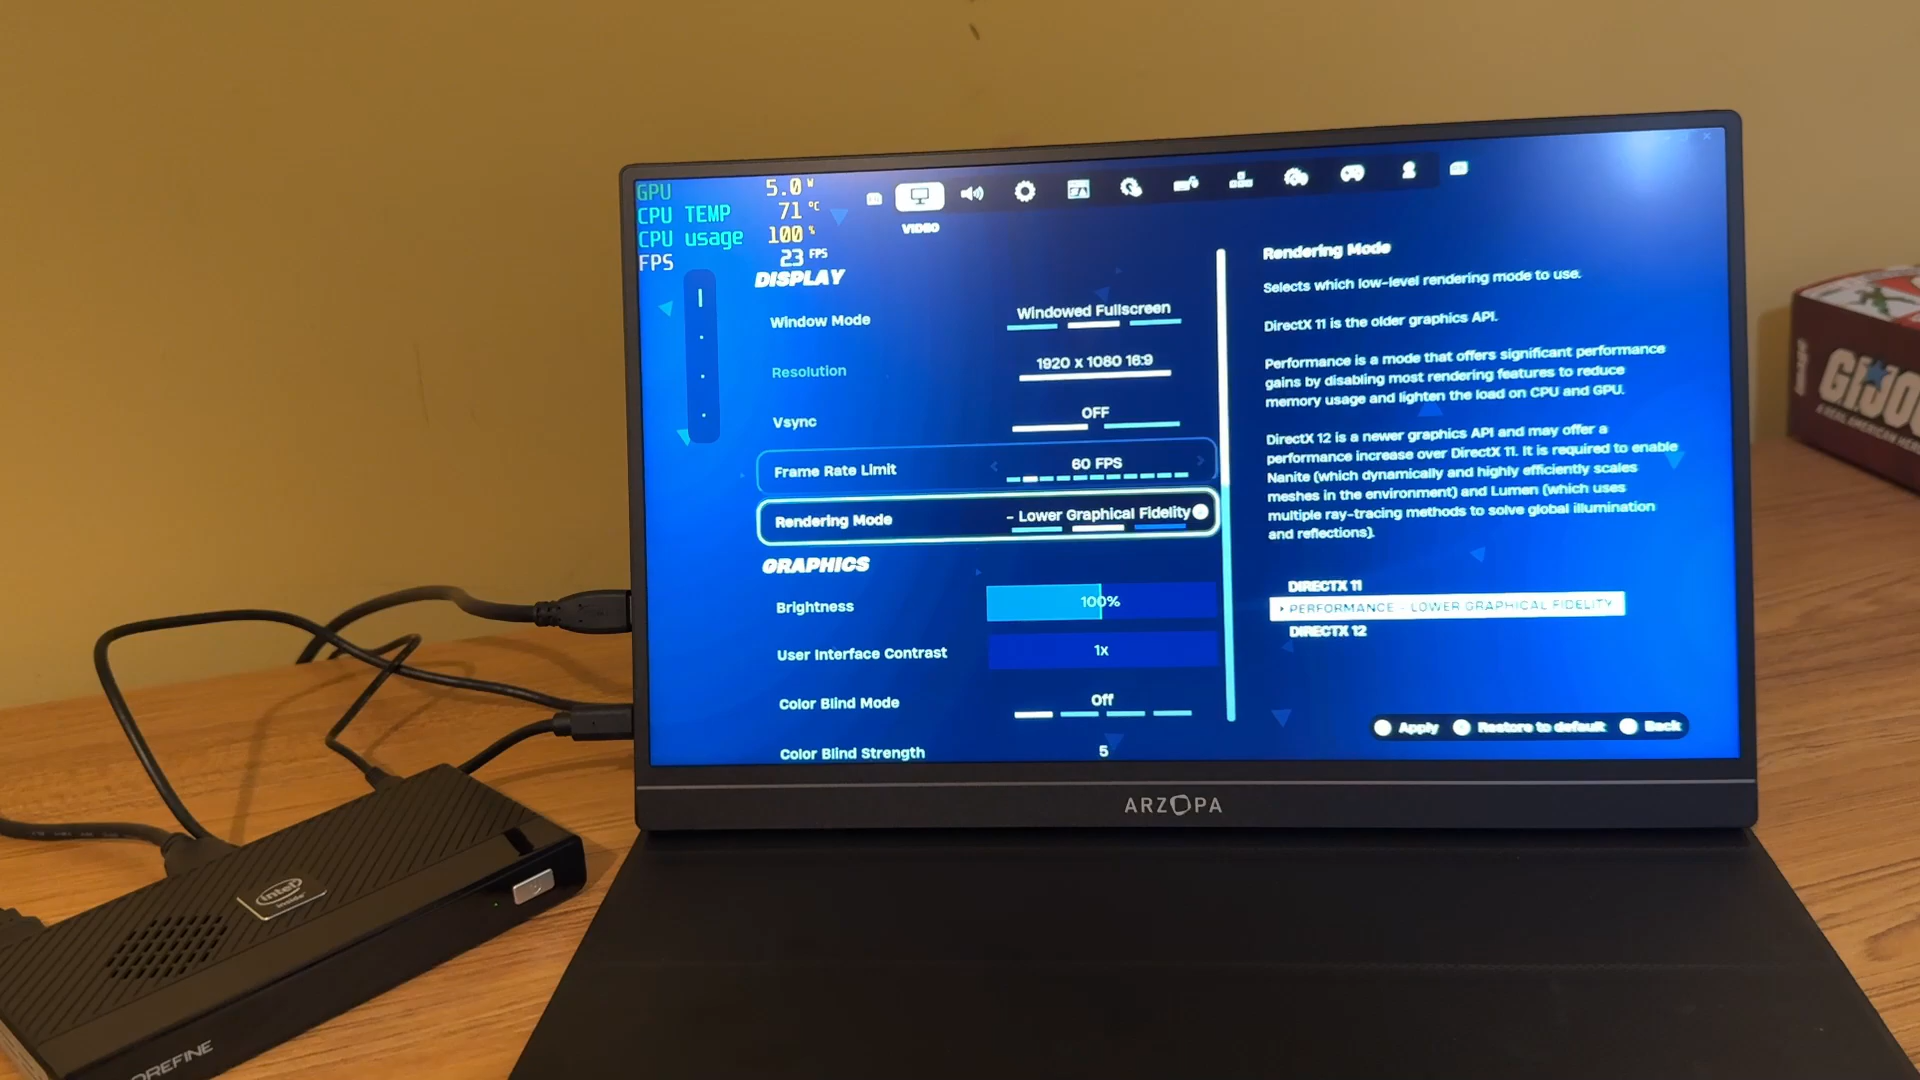 GPU 5.0 W
CPU TEMP 71 °C
CPU usage 100 %
FPS 23 FPS
VIDEO
DISPLAY
Window Mode Windowed Fullscreen
Resolution 1920 x 1080 16:9
Vsync OFF
Frame Rate Limit 60 FPS
Rendering Mode - Lower Graphical Fidelity
GRAPHICS
Brightness 100%
User Interface Contrast 1x
Color Blind Mode Off
Color Blind Strength 5
Rendering Mode
Selects which low-level rendering mode to use.
DirectX 11 is the older graphics API.
Performance is a mode that offers significant performance
gains by disabling most rendering features to reduce
memory usage and lighten the load on CPU and GPU.
DirectX 12 is a newer graphics API and may offer a
performance increase over DirectX 11. It is required to enable
Nanite (which dynamically and highly efficiently scales
meshes in the environment) and Lumen (which uses
multiple ray-tracing methods to solve global illumination
and reflections).
DIRECTX 11
PERFORMANCE - LOWER GRAPHICAL FIDELITY
DIRECTX 12
Apply Restore to default Back
ARZOPA
intel
inside
OREFINE
GI JOE
A REAL AMERICAN HERO